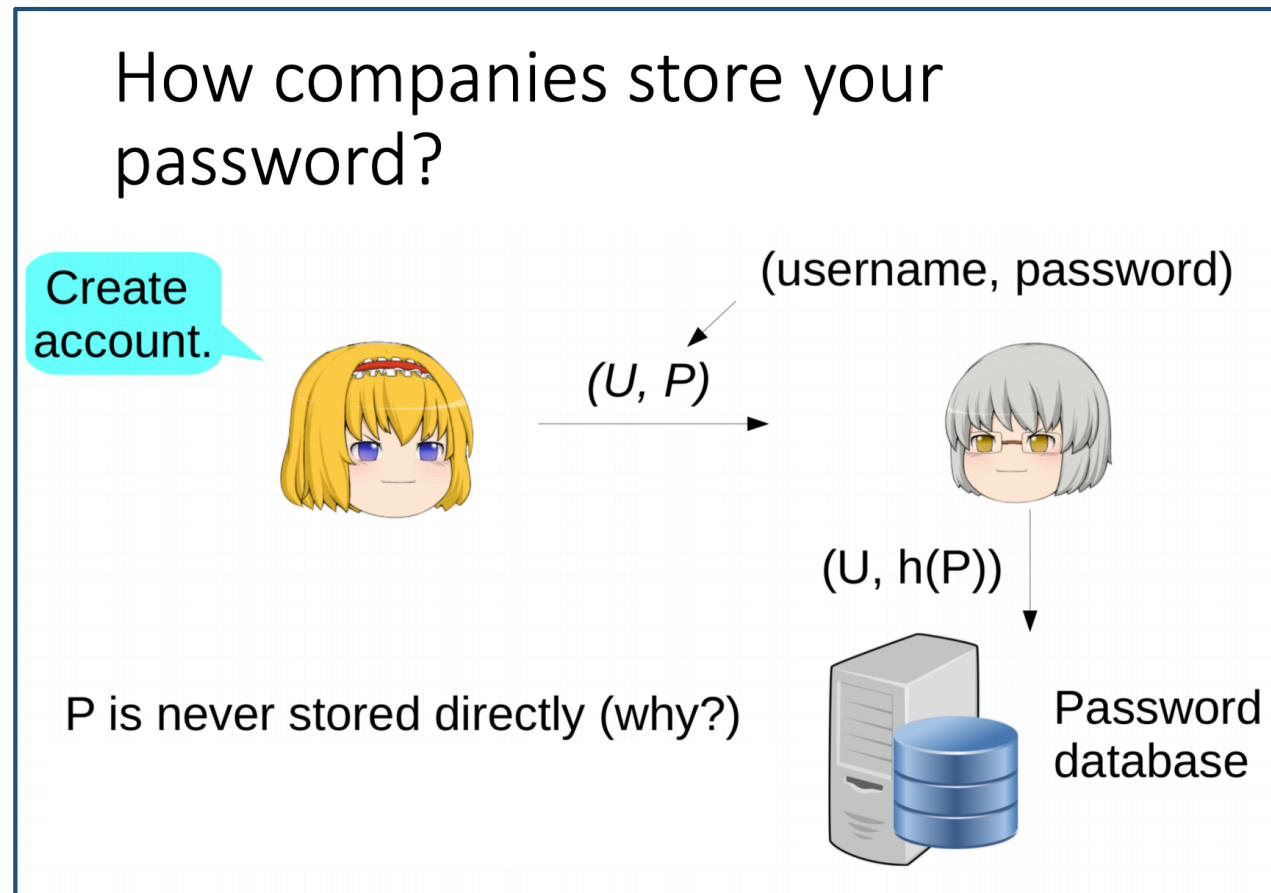 How companies store your
password?
Create
account.
(username, password)
(U, P)
(U, h(P))
P is never stored directly (why?)
Password
database